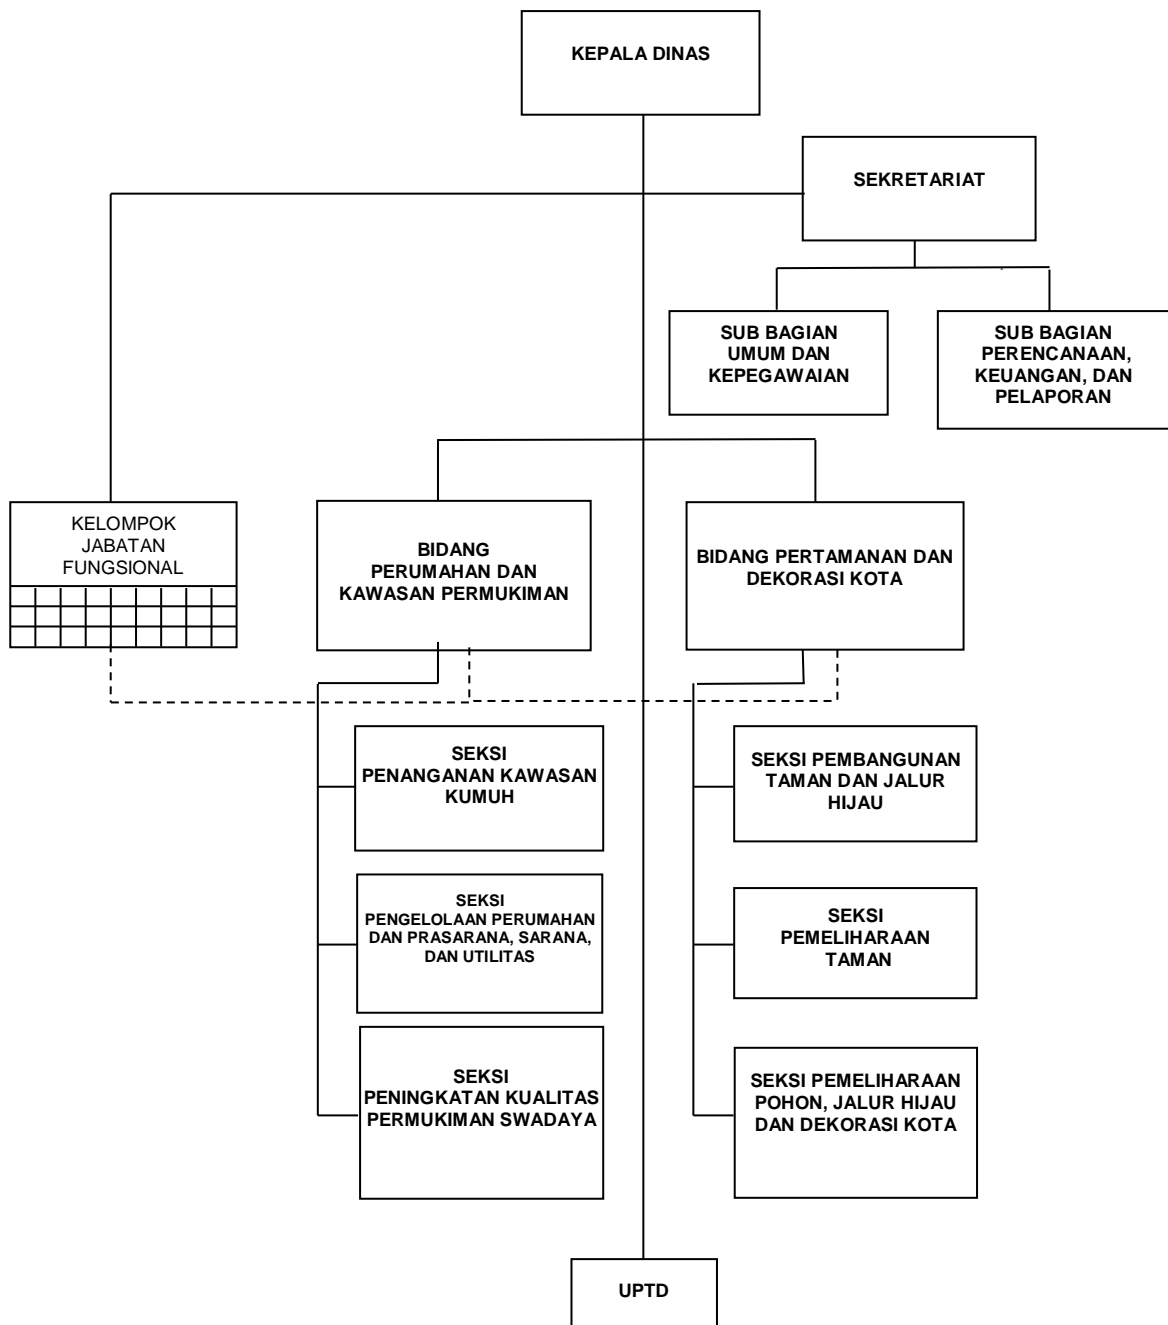 KEPALA DINAS
SEKRETARIAT
SUB BAGIAN
UMUM DAN
KEPEGAWAIAN
SUB BAGIAN
PERENCANAAN,
KEUANGAN, DAN
PELAPORAN
KELOMPOK
JABATAN
FUNGSIONAL
BIDANG
PERUMAHAN DAN
KAWASAN PERMUKIMAN
BIDANG PERTAMANAN DAN
DEKORASI KOTA
SEKSI
PENANGANAN KAWASAN
KUMUH
SEKSI
PENGELOLAAN PERUMAHAN
DAN PRASARANA, SARANA,
DAN UTILITAS
SEKSI
PENINGKATAN KUALITAS
PERMUKIMAN SWADAYA
SEKSI PEMBANGUNAN
TAMAN DAN JALUR
HIJAU
SEKSI
PEMELIHARAAN
TAMAN
SEKSI PEMELIHARAAN
POHON, JALUR HIJAU
DAN DEKORASI KOTA
UPTD